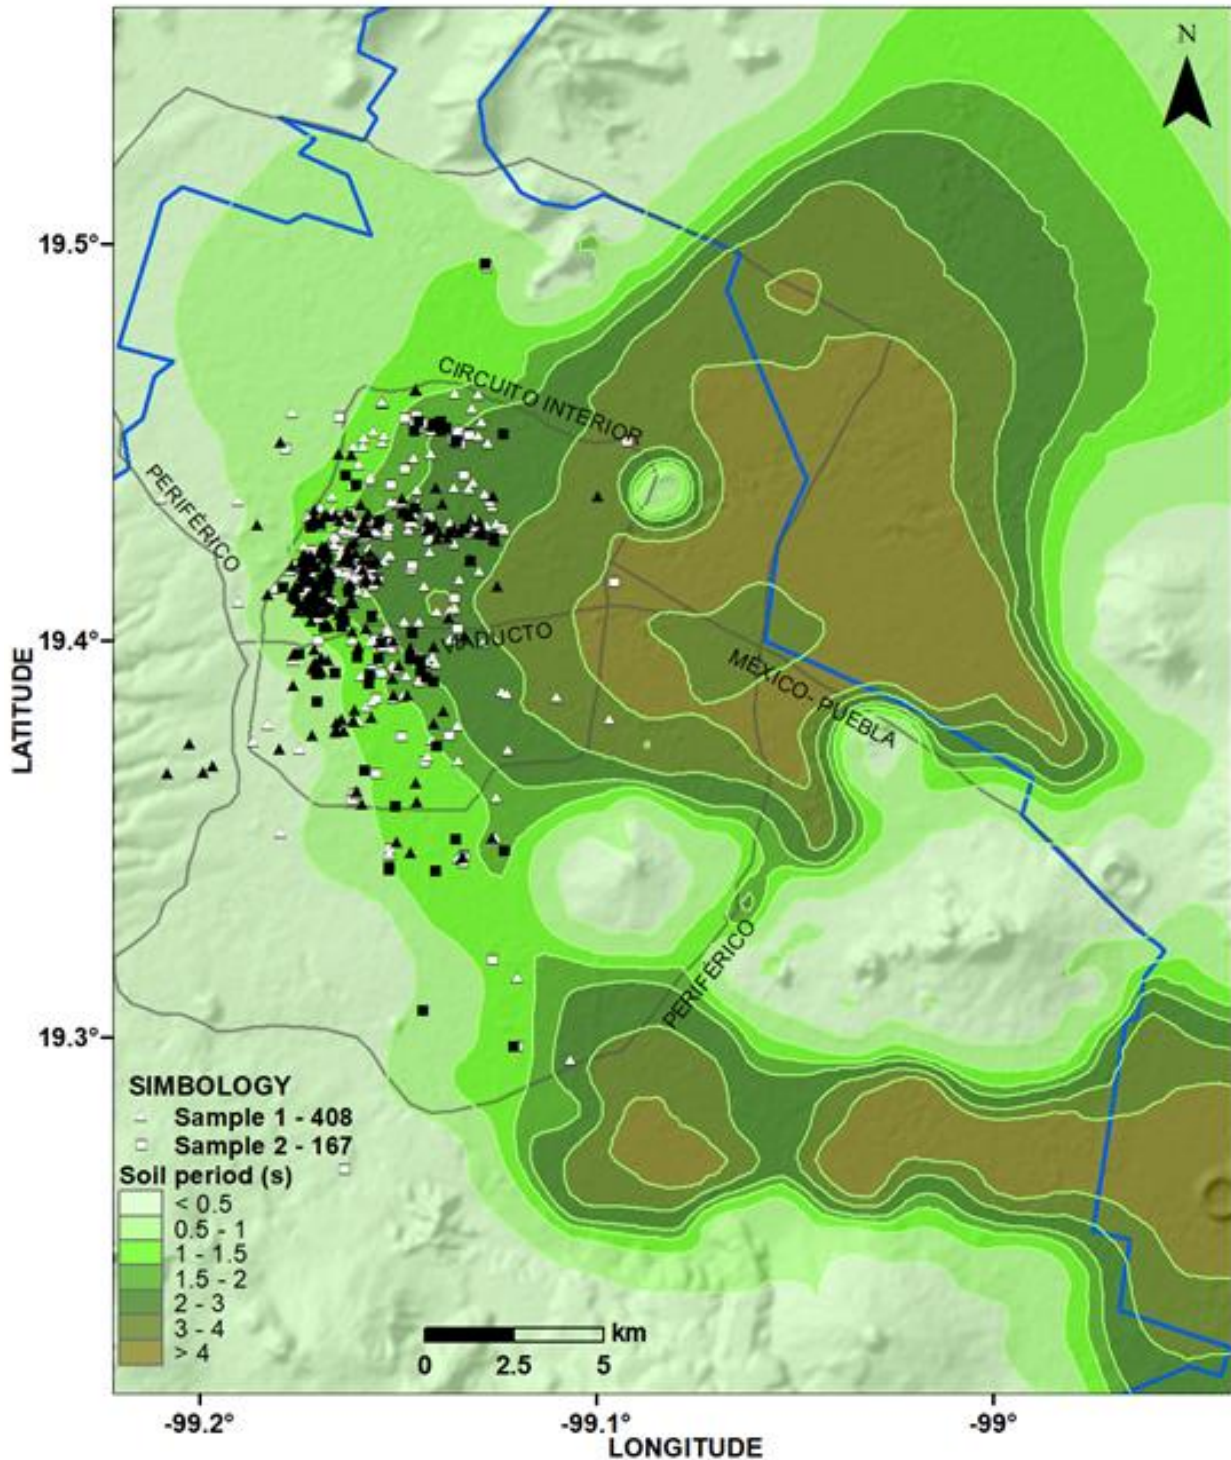 N
19.5°
CIRCUITO INTERIOR
PERIFÉRICO
19.4°
VIADUCTO
MÉXICO- PUEBLA
LATITUDE
PERIFÉRICO
19.3°
SIMBOLOGY
Sample 1 - 408
Sample 2 - 167
Soil period (s)
< 0.5
0.5 - 1
1 - 1.5
1.5 - 2
2 - 3
3 - 4
> 4
km
0 2.5 5
-99.2° -99.1° -99°
LONGITUDE